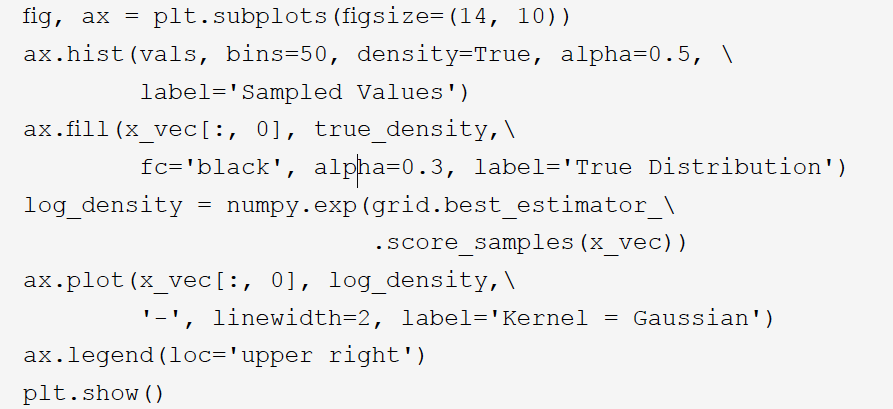 fig, ax = plt.subplots(figsize=(14, 10))
ax.hist(vals, bins=50, density=True, alpha=0.5, \
label='Sampled Values')
ax.fill(x_vec[:, 0], true_density,\
fc='black', alpha=0.3, label='True Distribution')
log_density = numpy.exp(grid.best_estimator_\
.score_samples(x_vec))
ax.plot(x_vec[:, 0], log_density,\
'-', linewidth=2, label='Kernel = Gaussian')
ax.legend(loc='upper right')
plt.show()